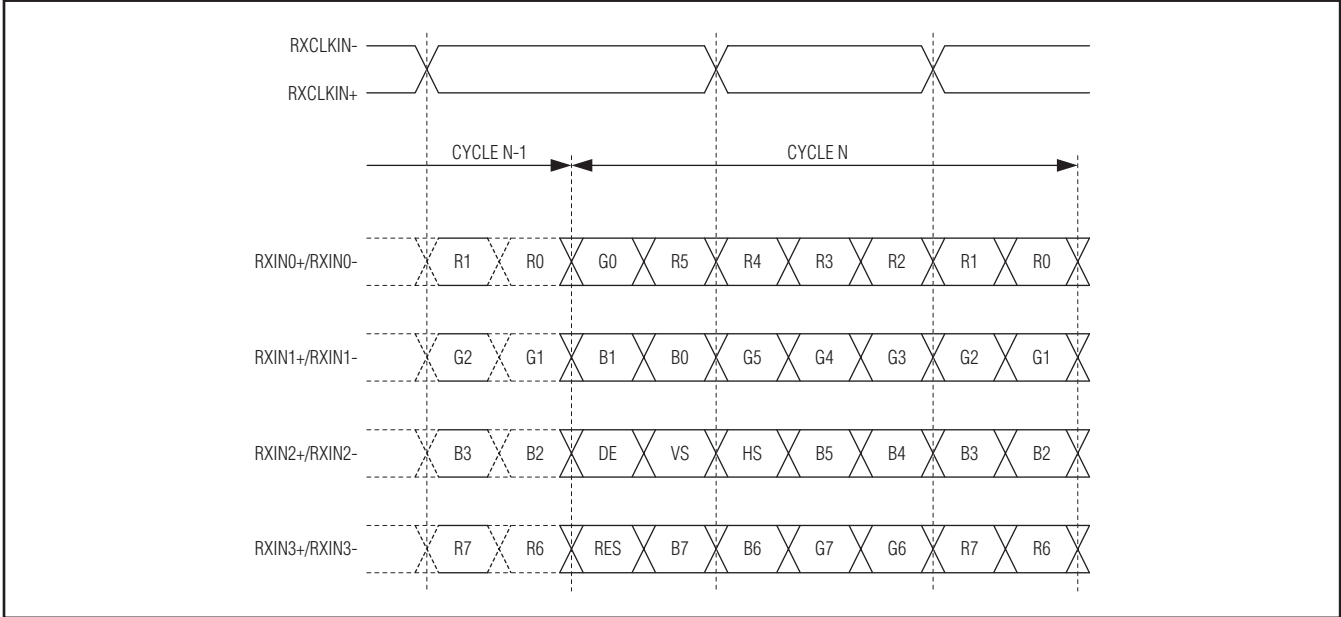 RXCLKIN-
RXCLKIN+
CYCLE N-1 CYCLE N
RXIN0+/RXIN0- R1 R0 G0 R5 R4 R3 R2 R1 R0
RXIN1+/RXIN1- G2 G1 B1 B0 G5 G4 G3 G2 G1
RXIN2+/RXIN2- B3 B2 DE VS HS B5 B4 B3 B2
RXIN3+/RXIN3- R7 R6 RES B7 B6 G7 G6 R7 R6